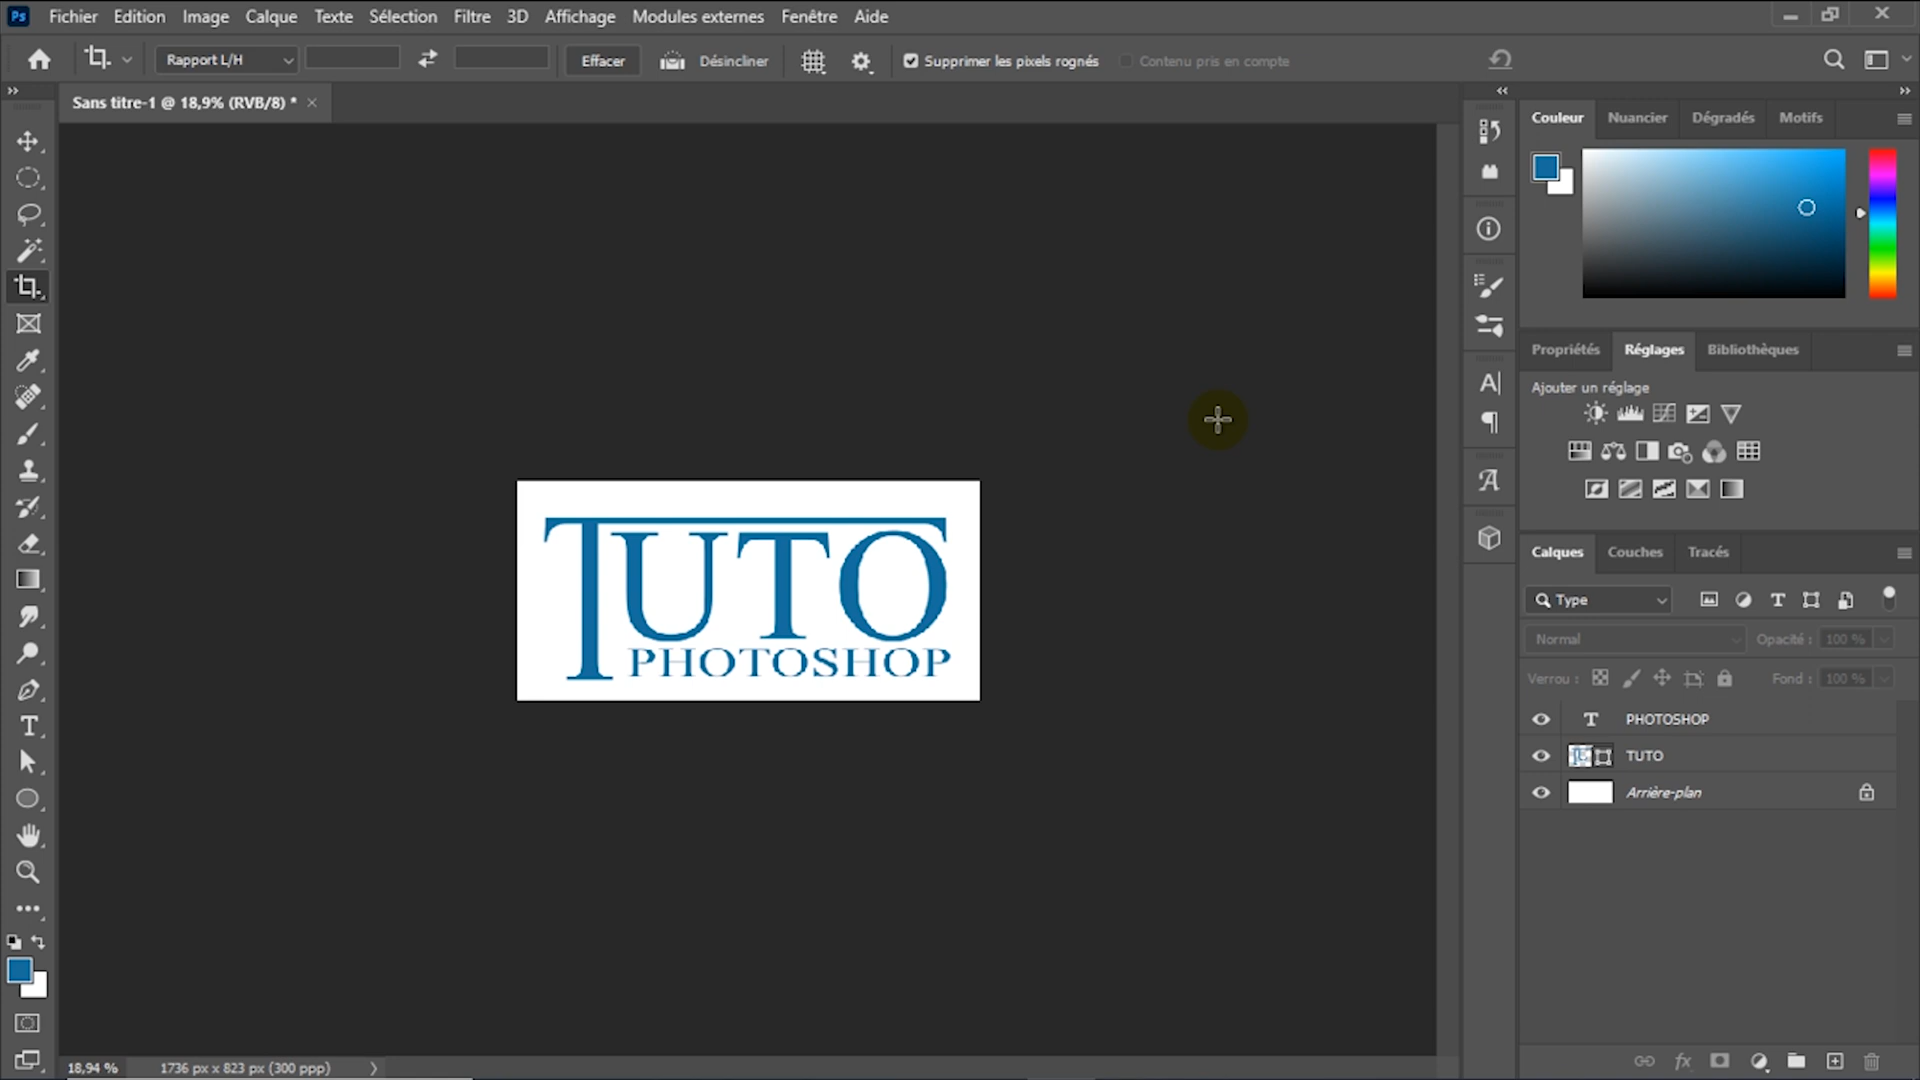 Ps Fichier Edition Image Calque Texte Sélection Filtre 3D Affichage Modules externes Fenêtre Aide
Rapport L/H Effacer Désincliner Supprimer les pixels rognés Contenu pris en compte
Sans titre-1 @ 18,9% (RVB/8) *
Couleur Nuancier Dégradés Motifs
Propriétés Réglages Bibliothèques
Ajouter un réglage
TUTO
PHOTOSHOP
Calques Couches Tracés
Type
Normal Opacité : 100 %
Verrou : Fond : 100 %
PHOTOSHOP
TUTO
Arrière-plan
18,94 % 1736 px x 823 px (300 ppp)